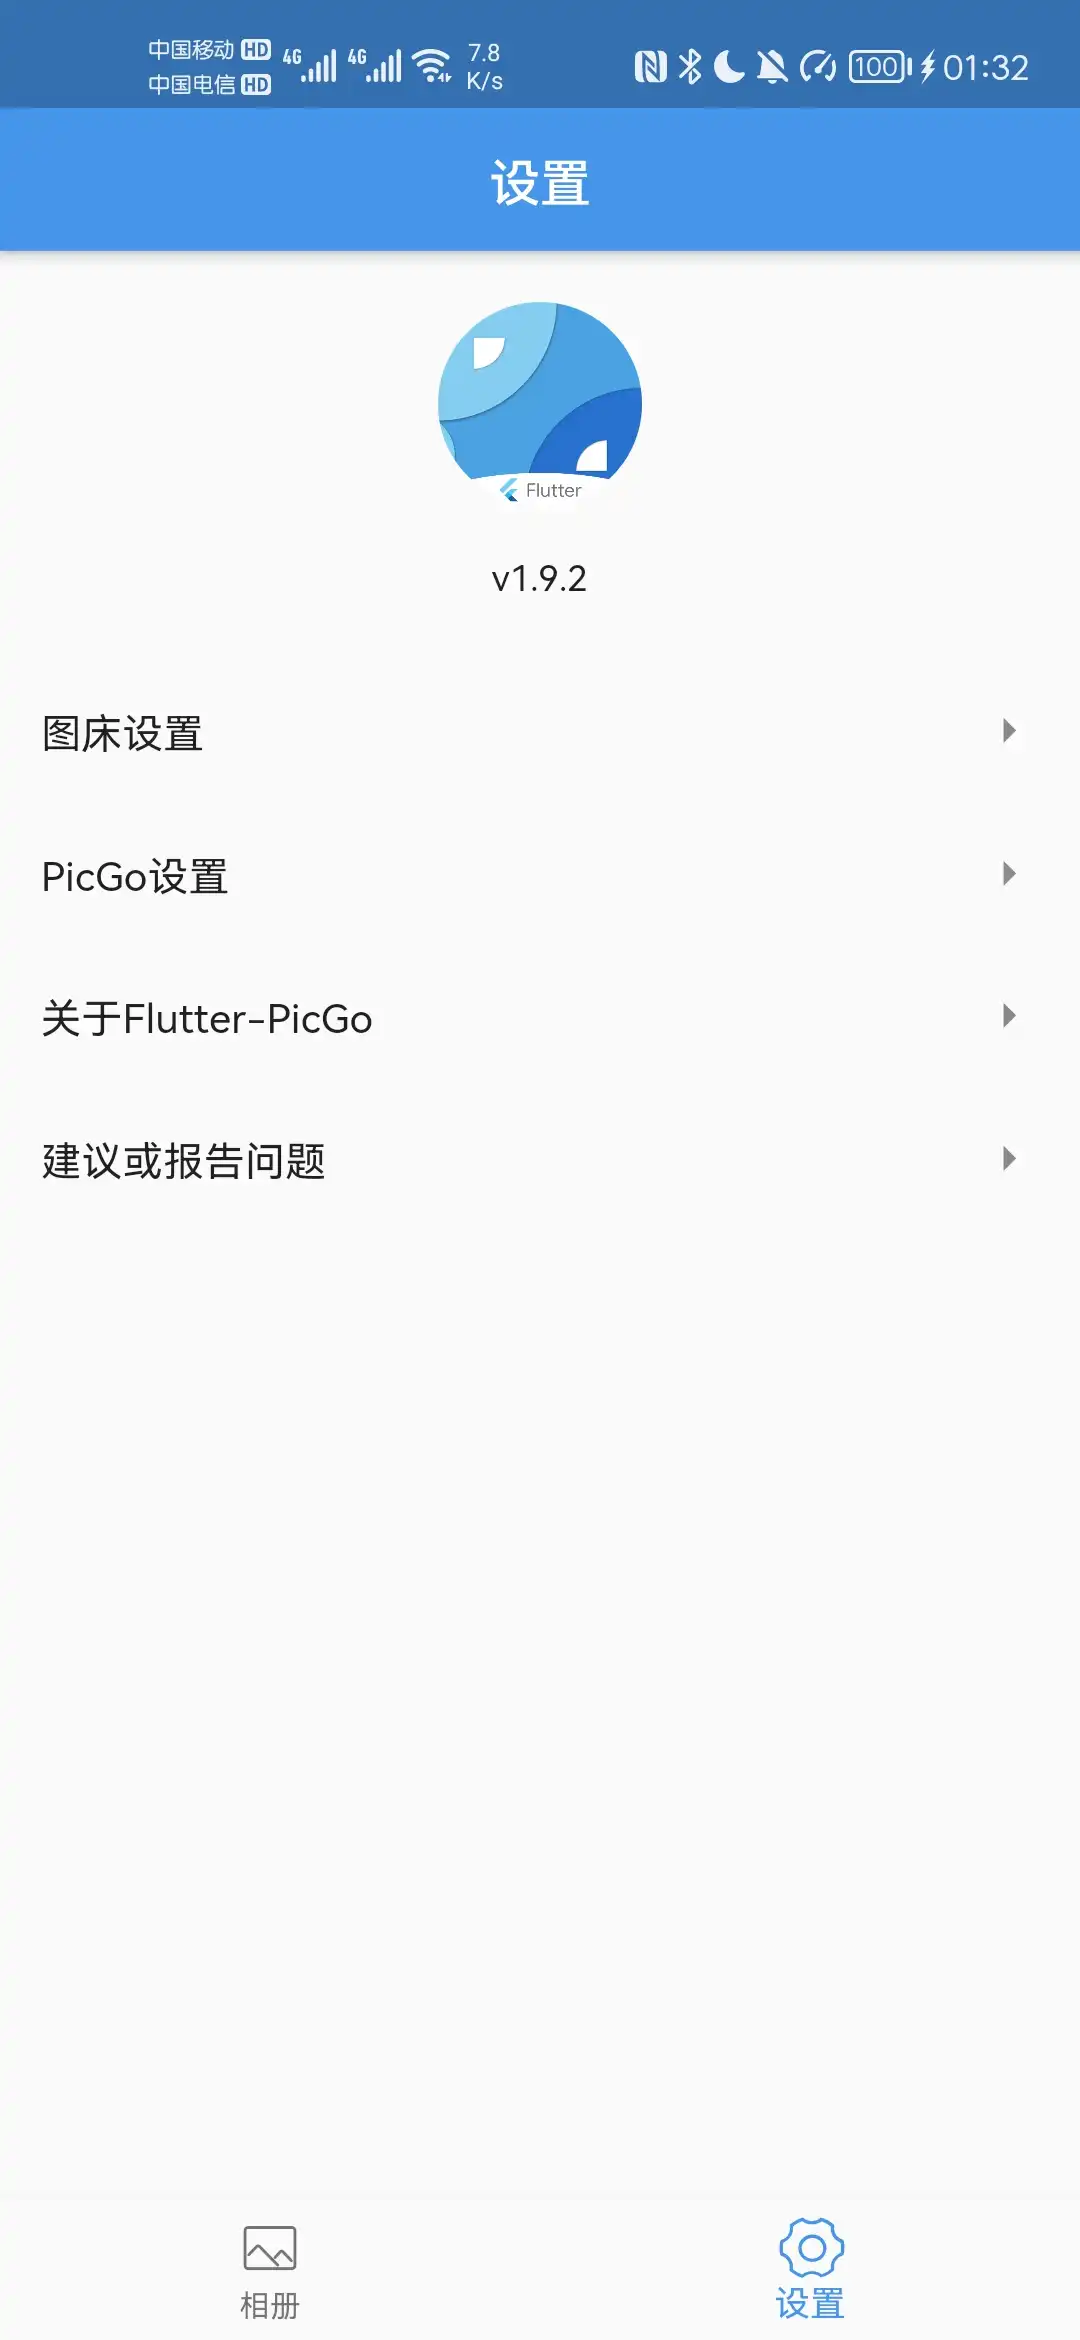 中国移动 HD
中国电信 HD
4G 4G 7.8 K/s
100 01:32
设置
Flutter
v1.9.2
图床设置
PicGo设置
关于Flutter-PicGo
建议或报告问题
相册
设置